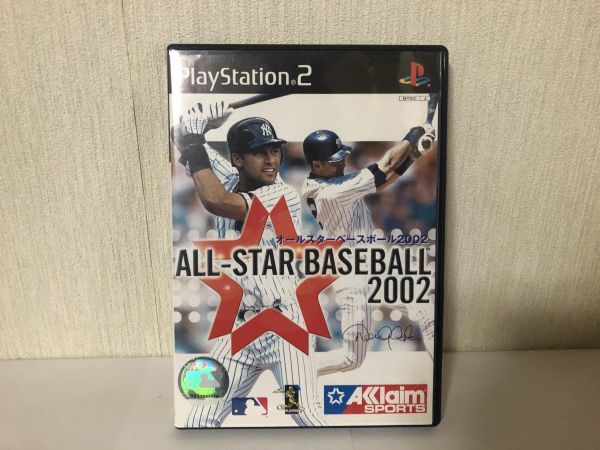 PlayStation®2
NTSC J
オールスターベースボール2002
ALL-STAR BASEBALL
2002
AKKlaim
SPORTS